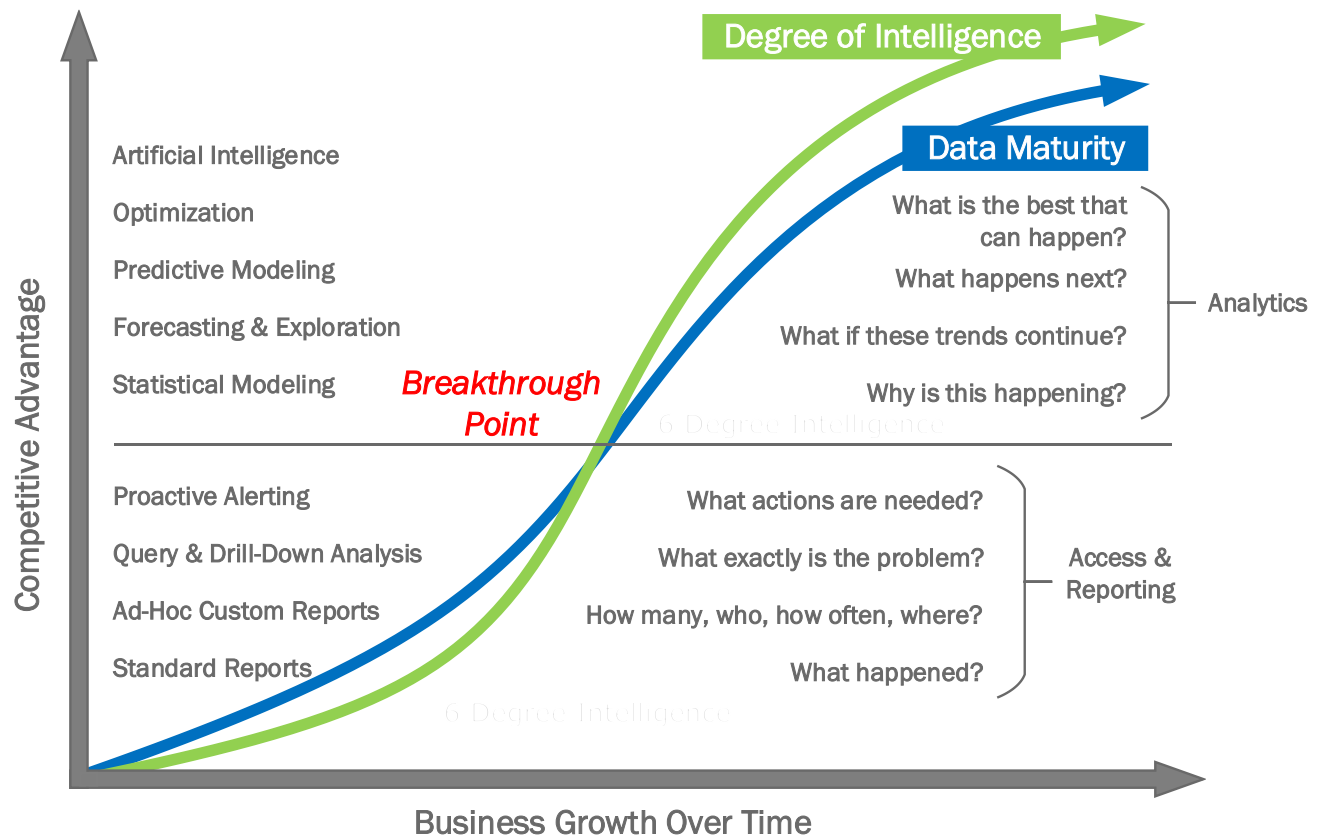 Degree of Intelligence
Data Maturity
Artificial Intelligence
Optimization
Predictive Modeling
Forecasting & Exploration
Statistical Modeling
Breakthrough
Point
What is the best that
can happen?
What happens next?
What if these trends continue?
Why is this happening?
Analytics
6 Degree Intelligence
Proactive Alerting
Query & Drill-Down Analysis
Ad-Hoc Custom Reports
Standard Reports
What actions are needed?
What exactly is the problem?
How many, who, how often, where?
What happened?
Access &
Reporting
6 Degree Intelligence
Competitive Advantage
Business Growth Over Time